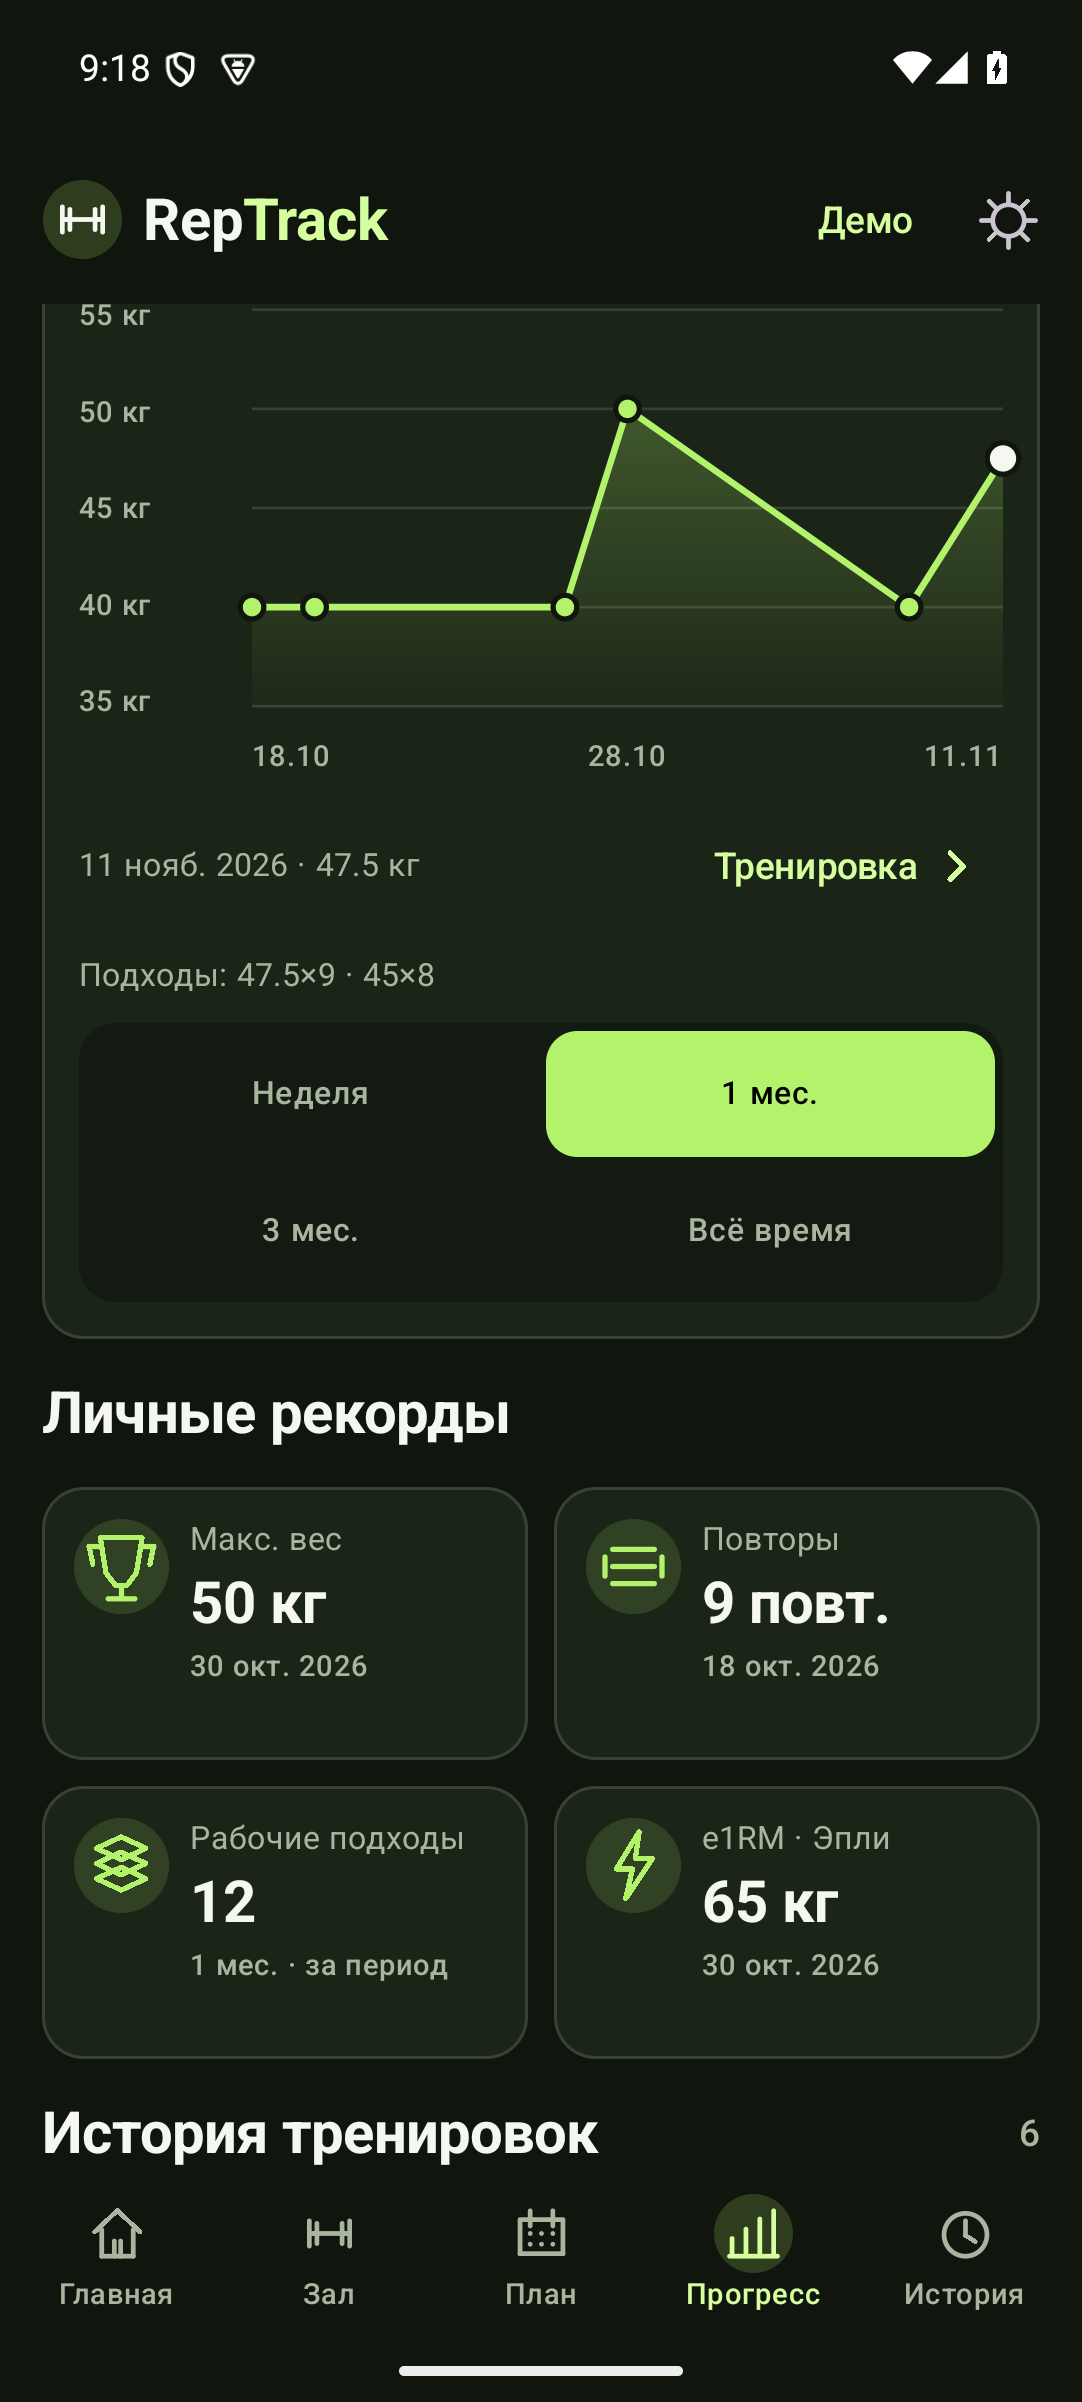 9:18
RepTrack
Демо
55 кг
50 кг
45 кг
40 кг
35 кг
18.10 28.10 11.11
11 нояб. 2026 · 47.5 кг
Тренировка
Подходы: 47.5×9 · 45×8
Неделя 1 мес.
3 мес. Всё время
Личные рекорды
Макс. вес
50 кг
30 окт. 2026
Повторы
9 повт.
18 окт. 2026
Рабочие подходы
12
1 мес. · за период
e1RM · Эпли
65 кг
30 окт. 2026
История тренировок 6
Главная Зал План Прогресс История